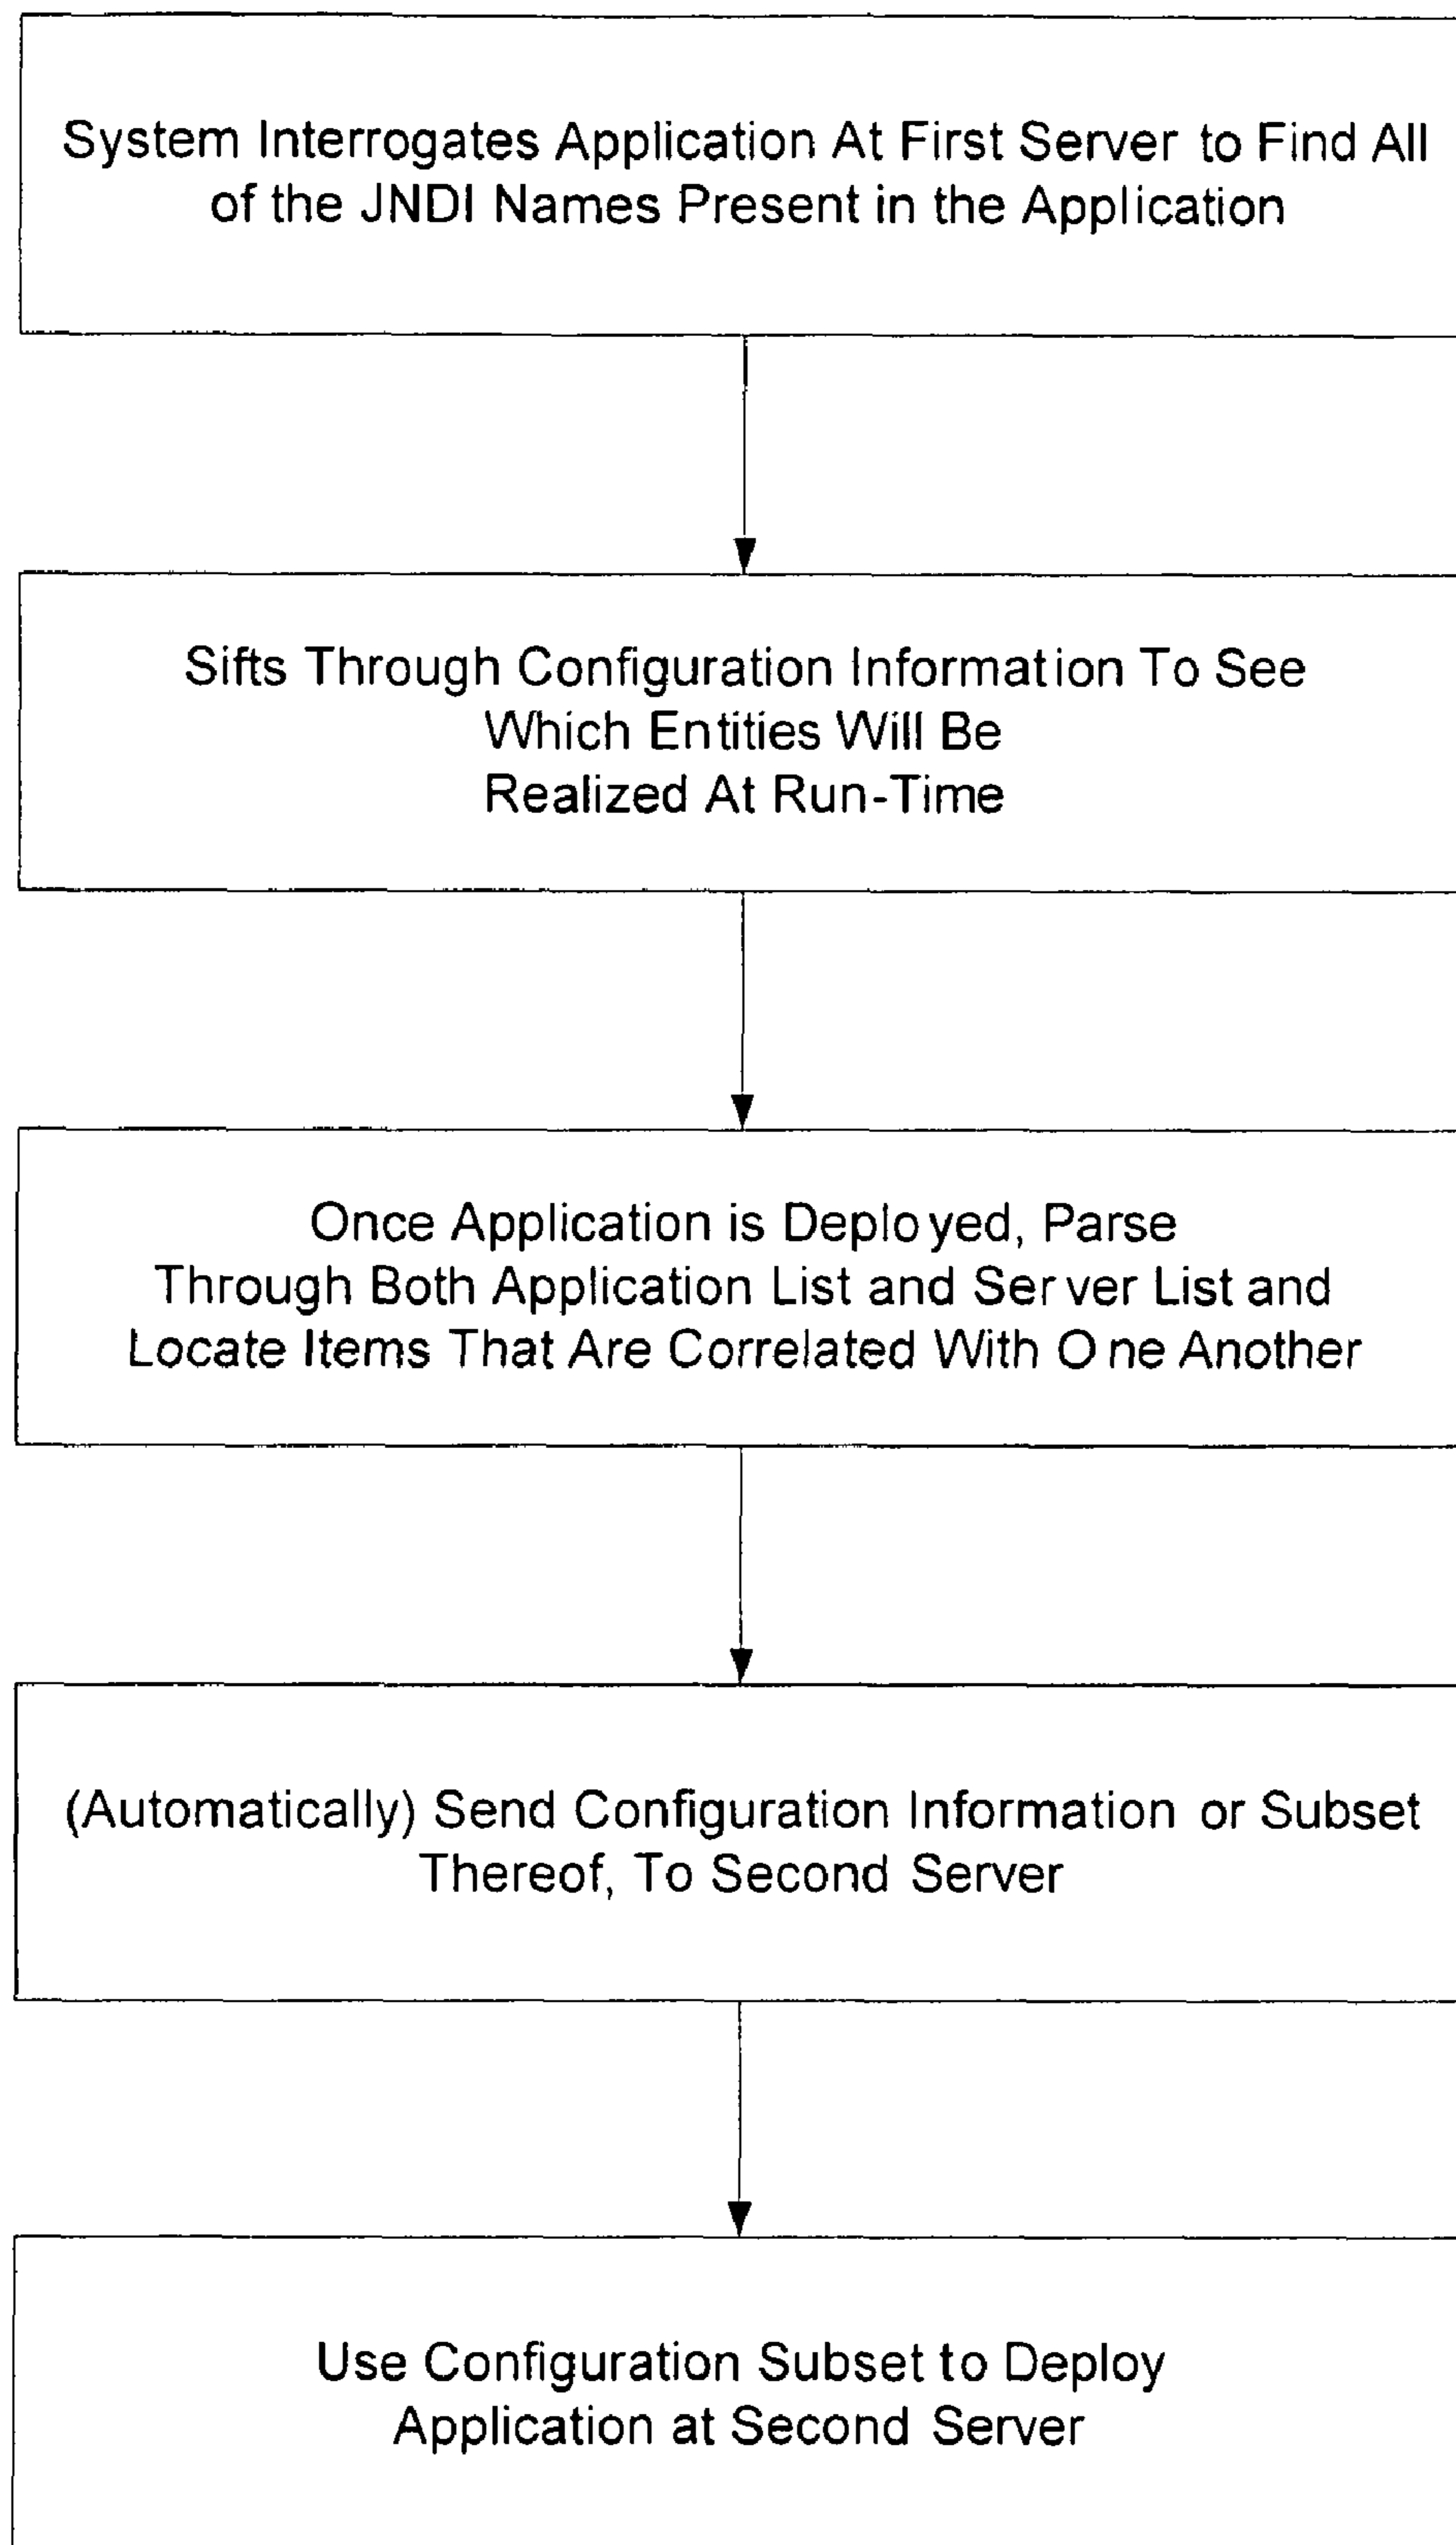 System Interrogates Application At First Server to Find All
of the JNDI Names Present in the Application
Sifts Through Configuration Information To See
Which Entities Will Be
Realized At Run-Time
Once Application is Deployed, Parse
Through Both Application List and Server List and
Locate Items That Are Correlated With One Another
(Automatically) Send Configuration Information or Subset
Thereof, To Second Server
Use Configuration Subset to Deploy
Application at Second Server